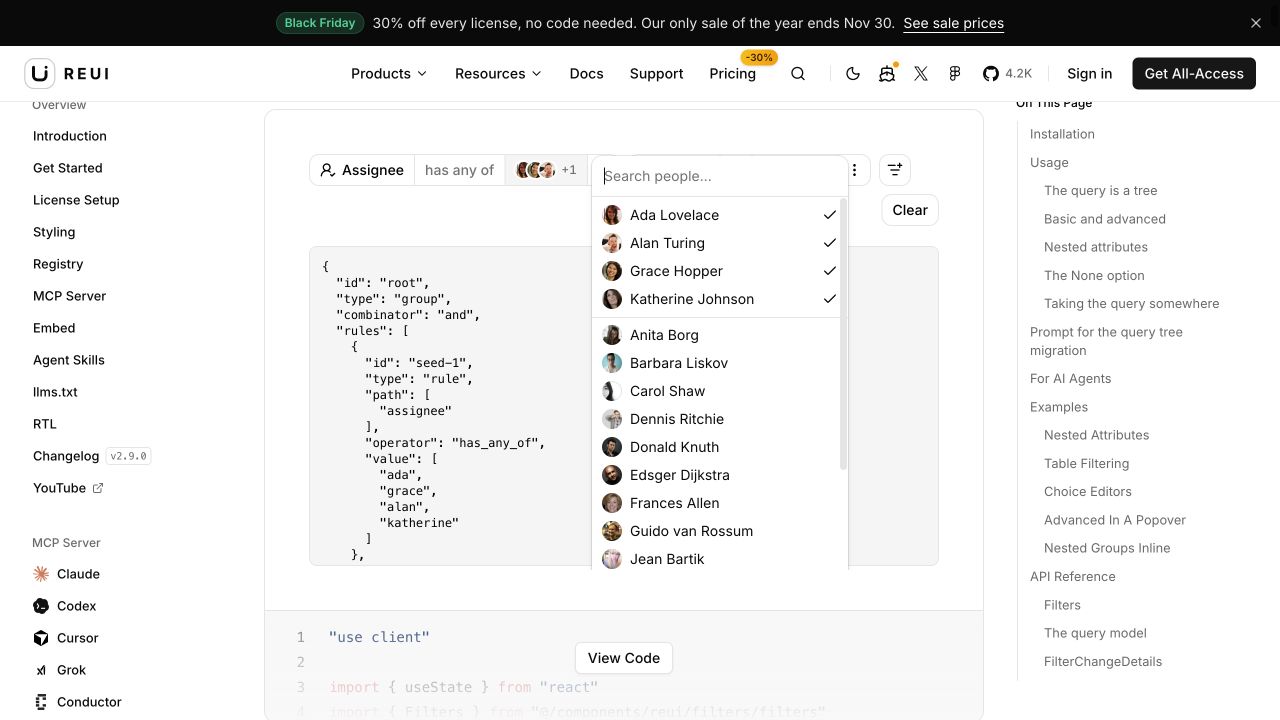 Black Friday 30% off every license, no code needed. Our only sale of the year ends Nov 30. See sale prices
REUI
Products
Resources
Docs
Support
Pricing
-30%
4.2K
Sign in
Get All-Access
Overview
Introduction
Get Started
License Setup
Styling
Registry
MCP Server
Embed
Agent Skills
llms.txt
RTL
Changelog v2.9.0
YouTube
MCP Server
Claude
Codex
Cursor
Grok
Conductor
Assignee has any of +1
Clear
{
"id": "root",
"type": "group",
"combinator": "and",
"rules": [
{
"id": "seed-1",
"type": "rule",
"path": [
"assignee"
],
"operator": "has_any_of",
"value": [
"ada",
"grace",
"alan",
"katherine"
]
},
Search people...
Ada Lovelace
Alan Turing
Grace Hopper
Katherine Johnson
Anita Borg
Barbara Liskov
Carol Shaw
Dennis Ritchie
Donald Knuth
Edsger Dijkstra
Frances Allen
Guido van Rossum
Jean Bartik
1 "use client"
2
View Code
3 import { useState } from "react"
4 import { Filters } from "@/components/reui/filters/filters"
On This Page
Installation
Usage
The query is a tree
Basic and advanced
Nested attributes
The None option
Taking the query somewhere
Prompt for the query tree
migration
For AI Agents
Examples
Nested Attributes
Table Filtering
Choice Editors
Advanced In A Popover
Nested Groups Inline
API Reference
Filters
The query model
FilterChangeDetails